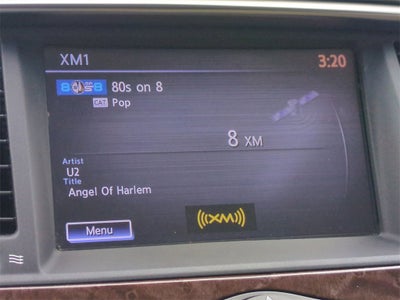 XM1
3:20
80s on 8
CAT Pop
8 XM
Artist
U2
Title
Angel Of Harlem
((XM))
Menu